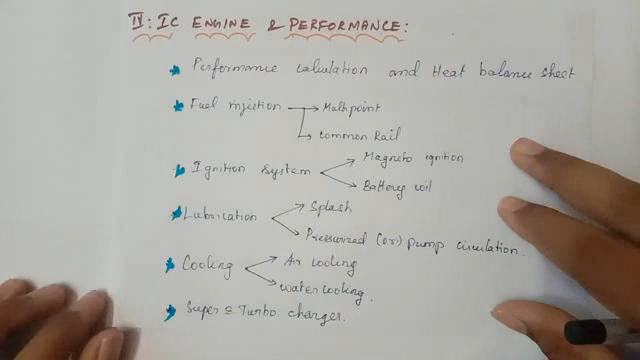 IV: IC ENGINE & PERFORMANCE:
Performance calculation and Heat balance sheet
Fuel injection → Multipoint
→ Common Rail
Ignition system → Magneto ignition
→ Battery coil
Lubrication → Splash
→ Pressurized (or) pump circulation.
Cooling → Air cooling
→ water cooling.
Super & Turbo charger.